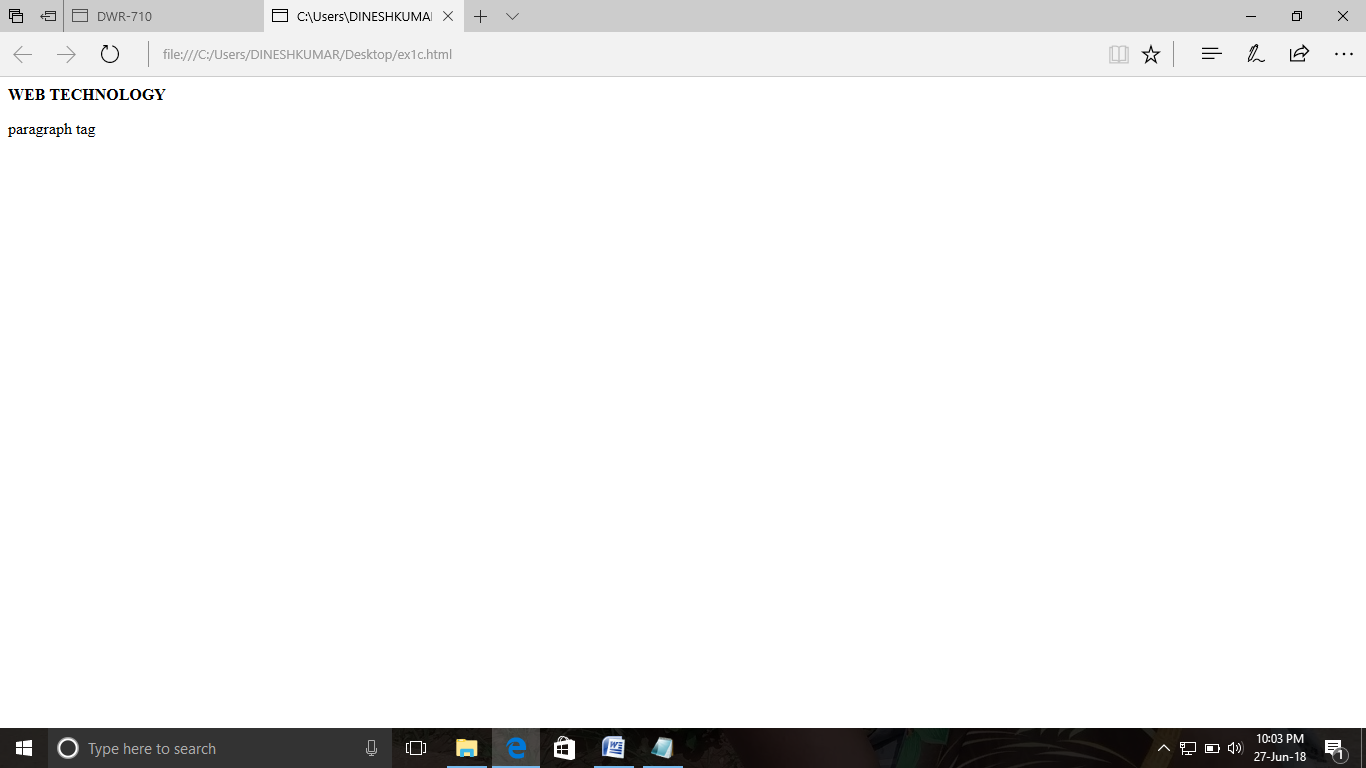 DWR-710
C:\Users\DINESHKUMA
file:///C:/Users/DINESHKUMAR/Desktop/ex1c.html
WEB TECHNOLOGY
paragraph tag
Type here to search
10:03 PM
27-Jun-18
1